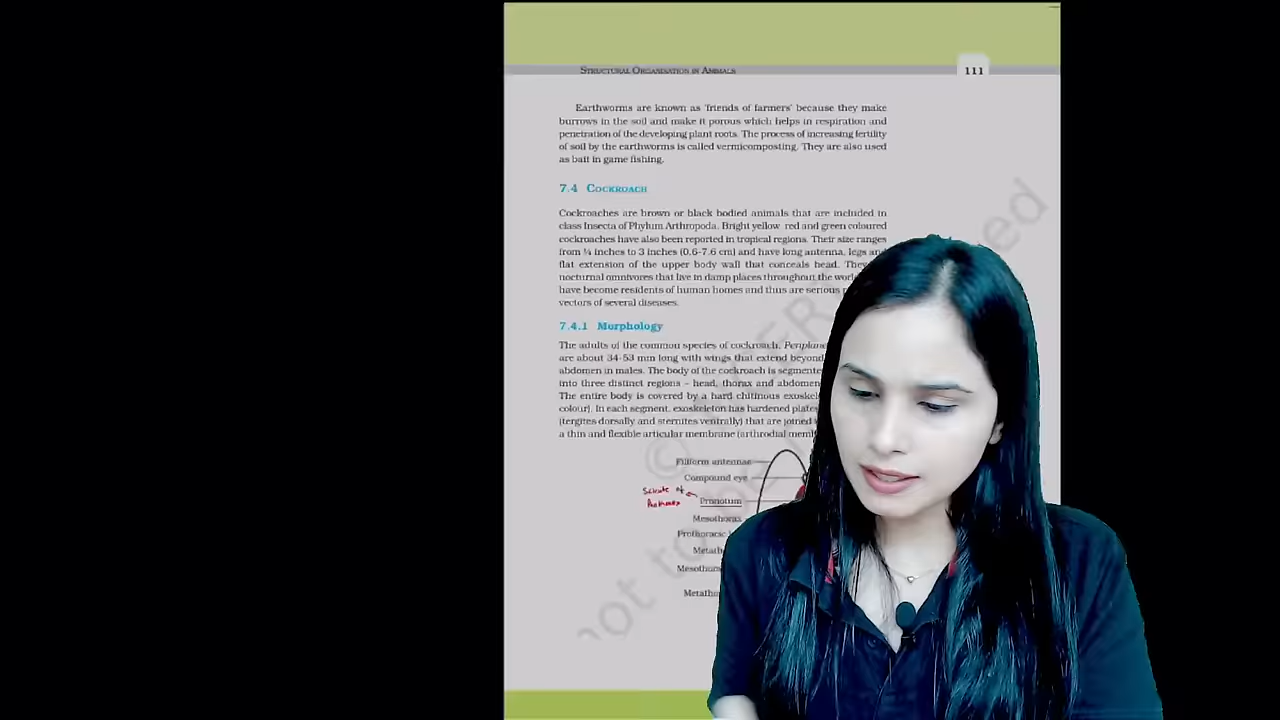 STRUCTURAL ORGANISATION IN ANIMALS
111
Earthworms are known as 'friends of farmers' because they make
burrows in the soil and make it porous which helps in respiration and
penetration of the developing plant roots. The process of increasing fertility
of soil by the earthworms is called vermicomposting. They are also used
as bait in game fishing.
7.4 COCKROACH
Cockroaches are brown or black bodied animals that are included in
class Insecta of Phylum Arthropoda. Bright yellow, red and green coloured
cockroaches have also been reported in tropical regions. Their size ranges
from ¼ inches to 3 inches (0.6-7.6 cm) and have long antenna, legs and
flat extension of the upper body wall that conceals head. They
nocturnal omnivores that live in damp places throughout the
have become residents of human homes and thus are serious
vectors of several diseases.
7.4.1 Morphology
The adults of the common species of cockroach,
are about 34-53 mm long with wings that extend beyond
abdomen in males. The body of the cockroach is
into three distinct regions – head, thorax and abdomen
The entire body is covered by a hard chitinous
colour). In each segment, exoskeleton has hardened plates
(tergites dorsally and sternites ventrally) that are joined
a thin and flexible articular membrane (arthrodial
Filiform antennae
Compound eye
Pronotum
Mesothorax
Prothoracic
not to